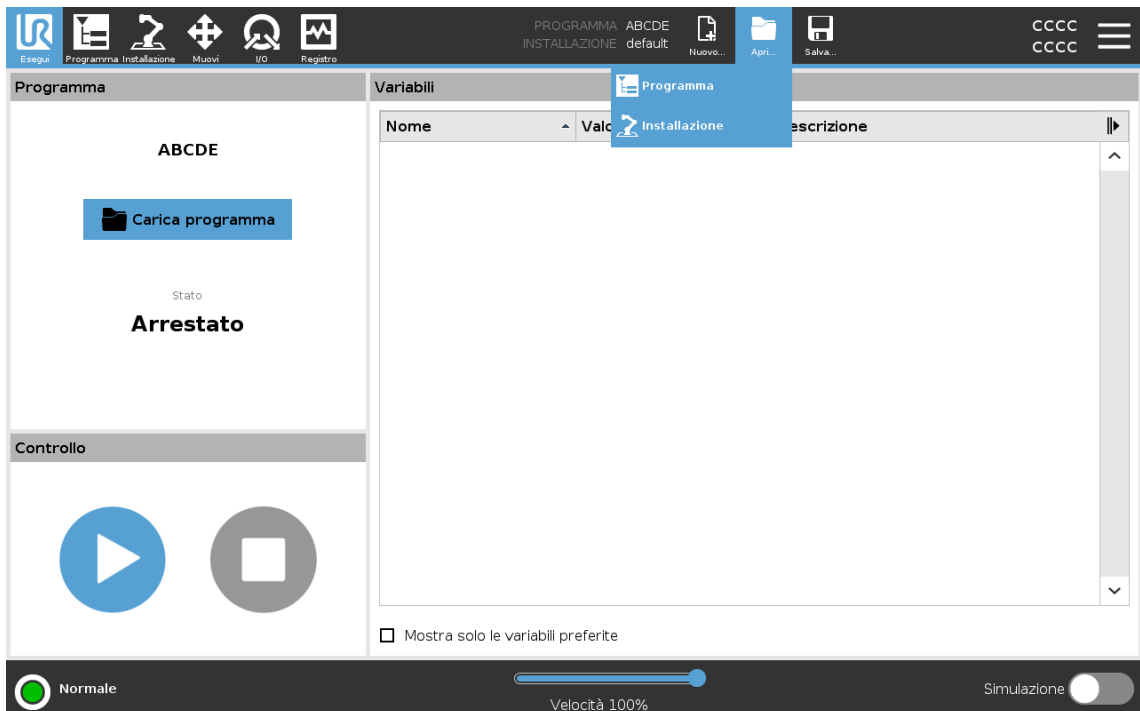 PROGRAMMA ABCDE
INSTALLAZIONE default
CCCC
CCCC
Esegui Programma Installazione Muovi I/O Registro
Nuovo... Apri... Salva...
Programma
Installazione
Programma
ABCDE
Carica programma
Stato
Arrestato
Controllo
Variabili
Nome Valo escrizione
Mostra solo le variabili preferite
Normale
Velocità 100%
Simulazione